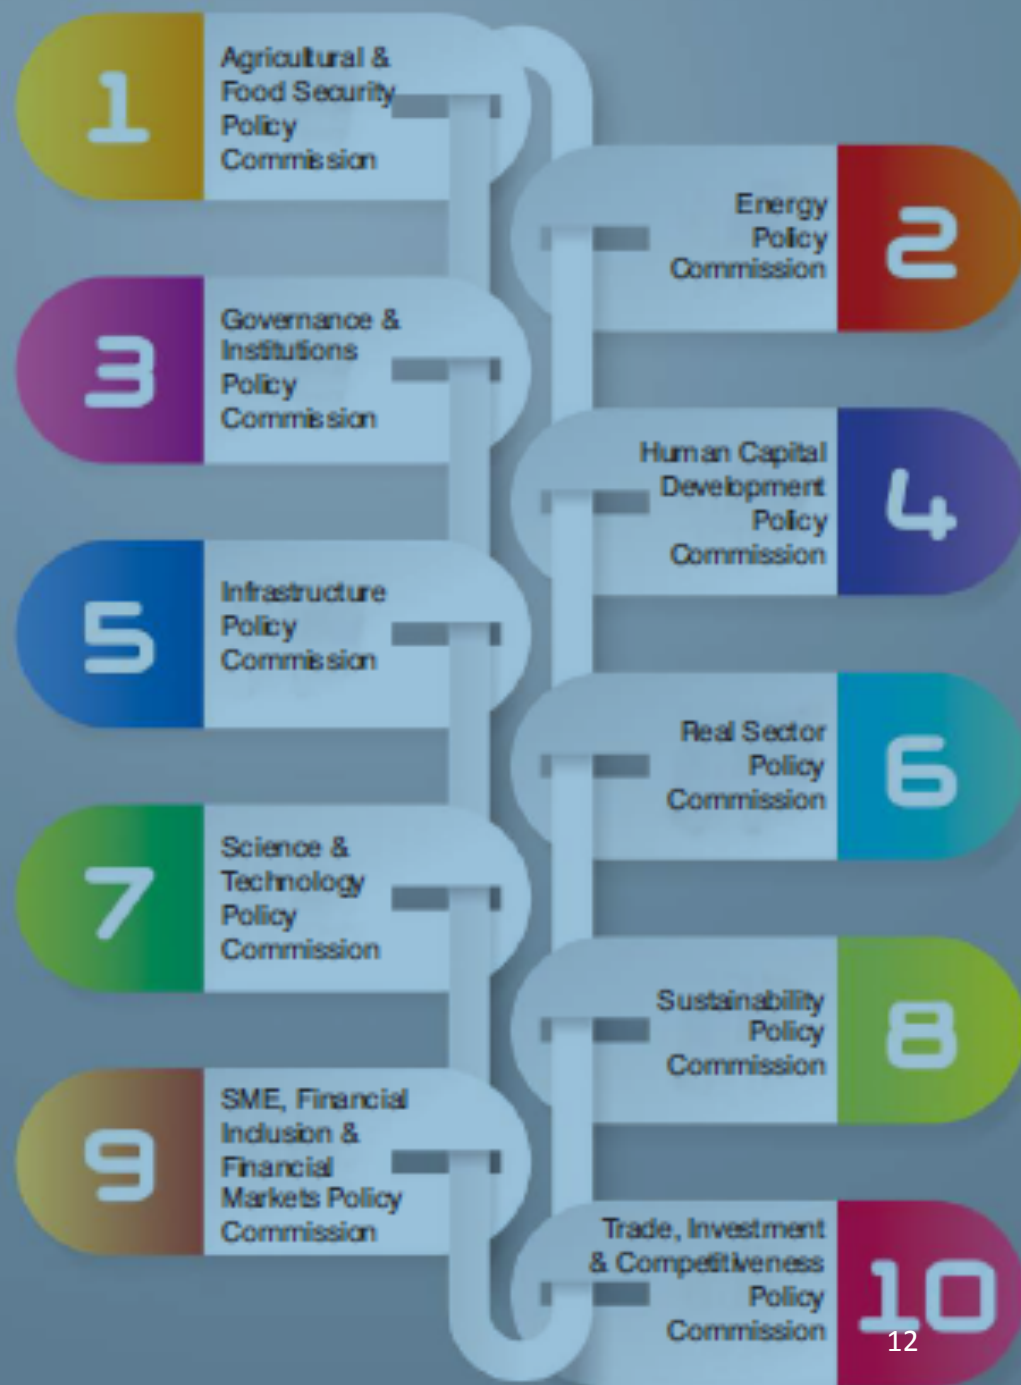 1
Agricultural &
Food Security
Policy
Commission
Energy
Policy
Commission
2
3
Governance &
Institutions
Policy
Commission
Human Capital
Development
Policy
Commission
4
5
Infrastructure
Policy
Commission
Real Sector
Policy
Commission
6
7
Science &
Technology
Policy
Commission
Sustainability
Policy
Commission
8
9
SME, Financial
Inclusion &
Financial
Markets Policy
Commission
Trade, Investment
& Competitiveness
Policy
Commission
10
12